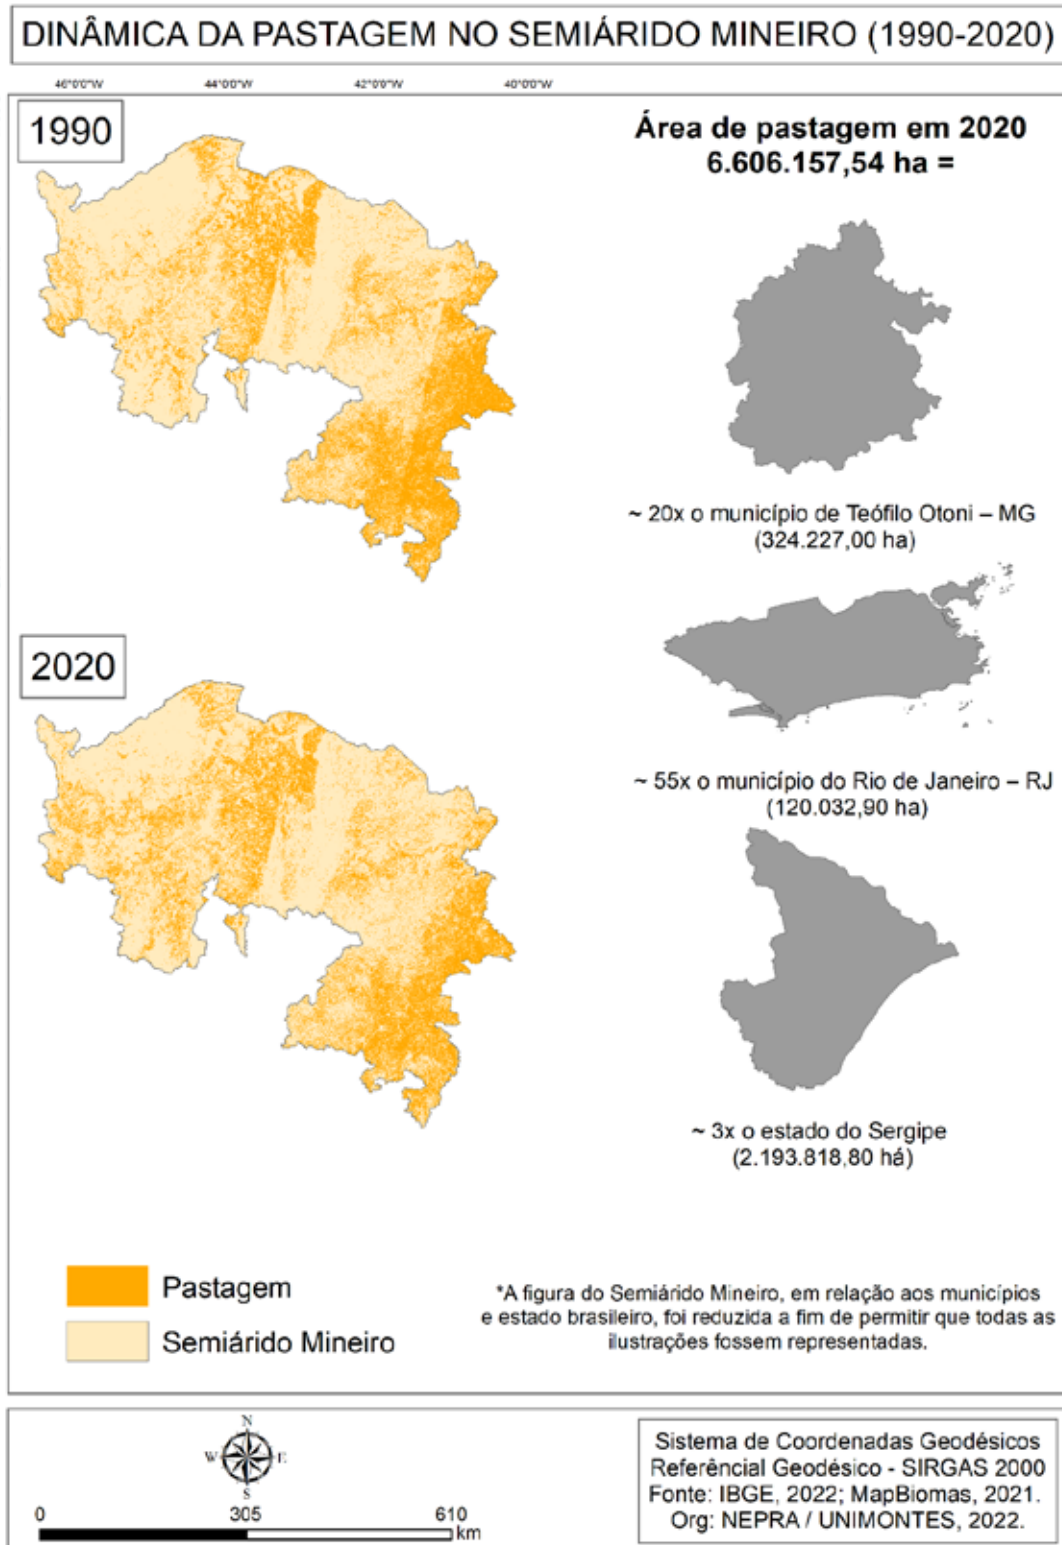 DINÂMICA DA PASTAGEM NO SEMIÁRIDO MINEIRO (1990-2020)
46°0'0"W 44°0'0"W 42°0'0"W 40°0'0"W
1990
Área de pastagem em 2020
6.606.157,54 ha =
~ 20x o município de Teófilo Otoni – MG
(324.227,00 ha)
2020
~ 55x o município do Rio de Janeiro – RJ
(120.032,90 ha)
~ 3x o estado do Sergipe
(2.193.818,80 há)
Pastagem
Semiárido Mineiro
*A figura do Semiárido Mineiro, em relação aos municípios
e estado brasileiro, foi reduzida a fim de permitir que todas as
ilustrações fossem representadas.
N
W E
S
0 305 610
km
Sistema de Coordenadas Geodésicos
Referêncial Geodésico - SIRGAS 2000
Fonte: IBGE, 2022; MapBiomas, 2021.
Org: NEPRA / UNIMONTES, 2022.